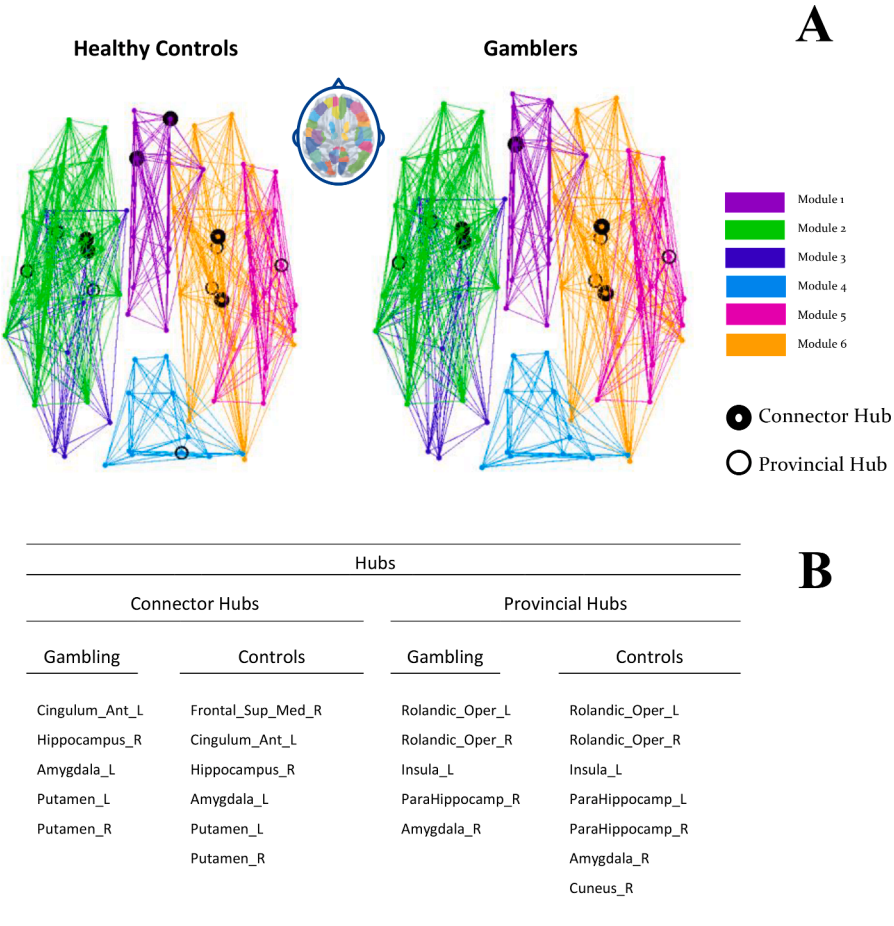 A
Healthy Controls Gamblers
Module 1
Module 2
Module 3
Module 4
Module 5
Module 6
Connector Hub
Provincial Hub
B
Hubs
Connector Hubs Provincial Hubs
Gambling Controls Gambling Controls
Cingulum_Ant_L Frontal_Sup_Med_R Rolandic_Oper_L Rolandic_Oper_L
Hippocampus_R Cingulum_Ant_L Rolandic_Oper_R Rolandic_Oper_R
Amygdala_L Hippocampus_R Insula_L Insula_L
Putamen_L Amygdala_L ParaHippocamp_R ParaHippocamp_L
Putamen_R Putamen_L Amygdala_R ParaHippocamp_R
Putamen_R Amygdala_R
Cuneus_R